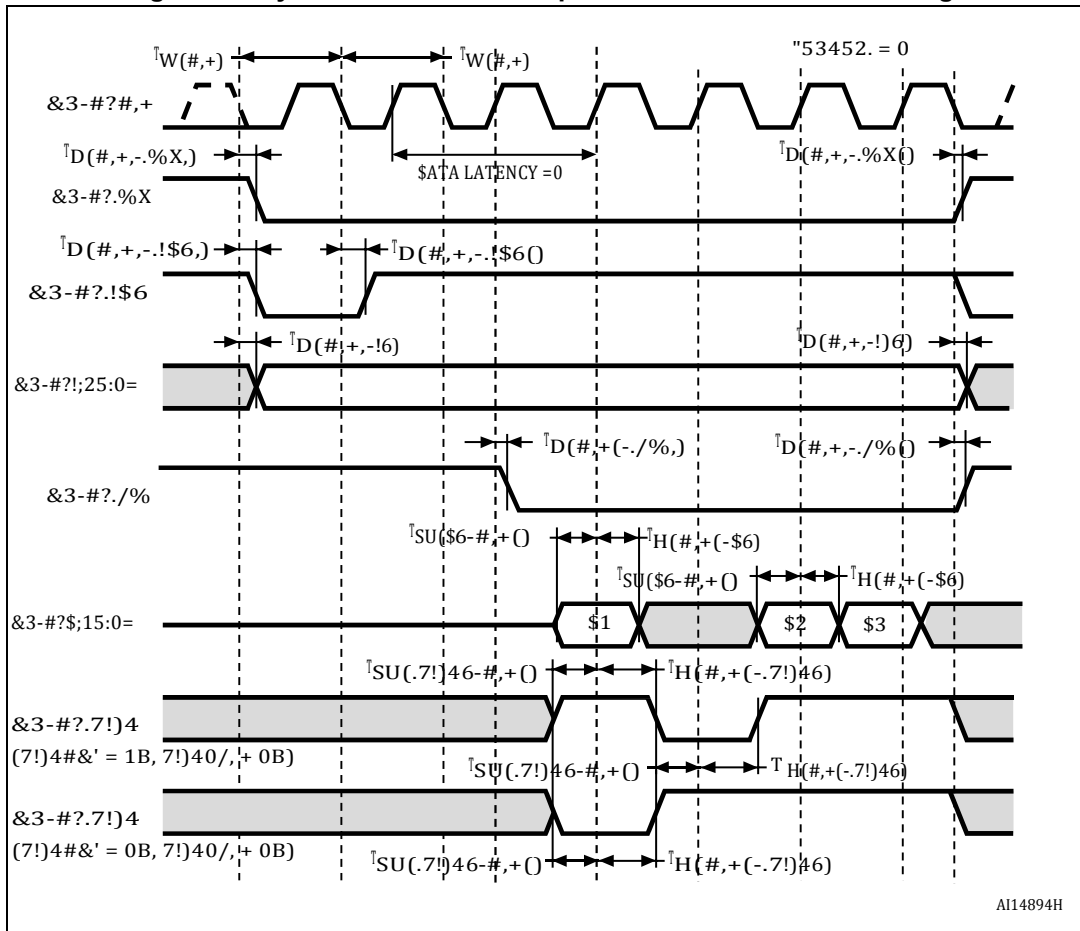 ᵀW(#,+)
ᵀW(#,+)
"53452. = 0
&3-#?#,+
ᵀD(#,+,-.%X,)
$ATA LATENCY =0
ᵀD(#,+,-.%X()
&3-#?.%X
ᵀD(#,+,-.!$6,)
ᵀD(#,+,-.!$6()
&3-#?.!$6
ᵀD(#,+,-!6)
ᵀD(#,+,-!)6)
&3-#?!;25:0=
ᵀD(#,+(-./%,)
ᵀD(#,+,-./%()
&3-#?./%
ᵀSU($6-#,+()
ᵀH(#,+(-$6)
ᵀSU($6-#,+()
ᵀH(#,+(-$6)
&3-#?$;15:0=
$1
$2
$3
ᵀSU(.7!)46-#,+()
ᵀH(#,+(-.7!)46)
&3-#?.7!)4
(7!)4#&' = 1B, 7!)40/, + 0B)
ᵀSU(.7!)46-#,+()
T H(#,+(-.7!)46)
&3-#?.7!)4
(7!)4#&' = 0B, 7!)40/, + 0B)
ᵀSU(.7!)46-#,+()
ᵀH(#,+(-.7!)46)
AI14894H